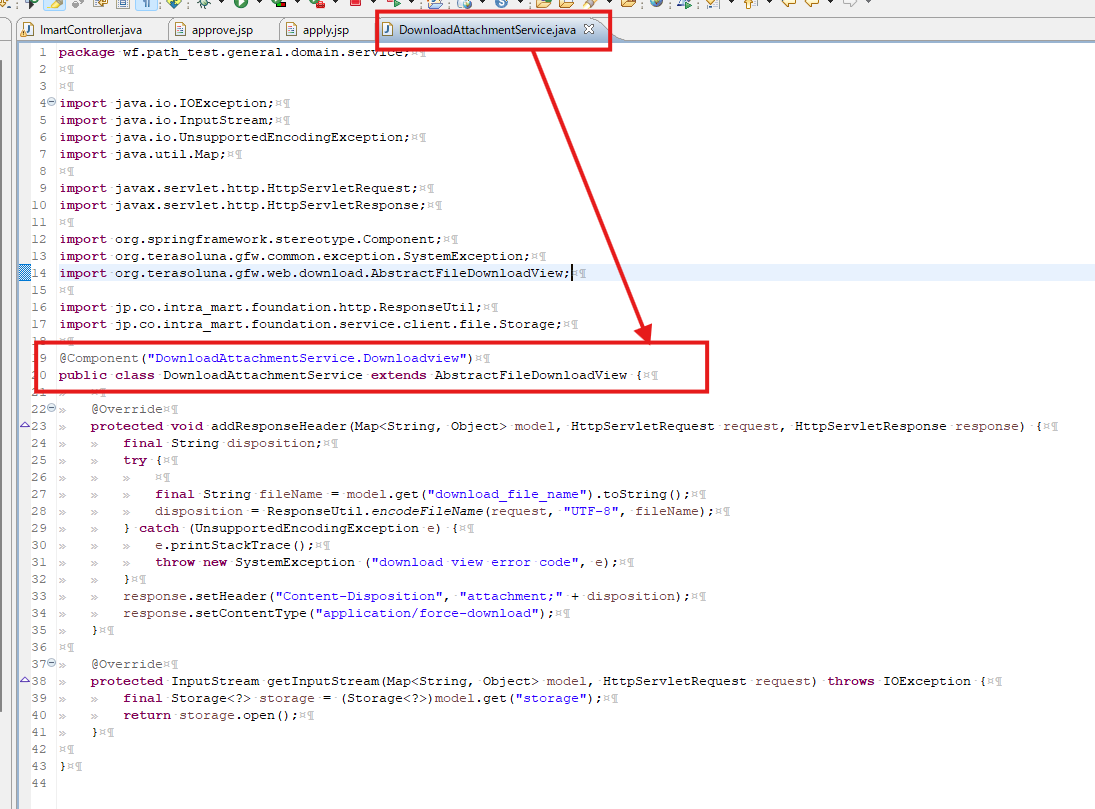 ImartController.java approve.jsp apply.jsp DownloadAttachmentService.java
1 package wf.path_test.general.domain.service;
2
3
4 import java.io.IOException;
5 import java.io.InputStream;
6 import java.io.UnsupportedEncodingException;
7 import java.util.Map;
8
9 import javax.servlet.http.HttpServletRequest;
10 import javax.servlet.http.HttpServletResponse;
11
12 import org.springframework.stereotype.Component;
13 import org.terasoluna.gfw.common.exception.SystemException;
14 import org.terasoluna.gfw.web.download.AbstractFileDownloadView;
15
16 import jp.co.intra_mart.foundation.http.ResponseUtil;
17 import jp.co.intra_mart.foundation.service.client.file.Storage;
18
19 @Component("DownloadAttachmentService.Downloadview")
20 public class DownloadAttachmentService extends AbstractFileDownloadView {
21
22 @Override
23 protected void addResponseHeader(Map<String, Object> model, HttpServletRequest request, HttpServletResponse response) {
24 final String disposition;
25 try {
26
27 final String fileName = model.get("download_file_name").toString();
28 disposition = ResponseUtil.encodeFileName(request, "UTF-8", fileName);
29 } catch (UnsupportedEncodingException e) {
30 e.printStackTrace();
31 throw new SystemException ("download view error code", e);
32 }
33 response.setHeader("Content-Disposition", "attachment;" + disposition);
34 response.setContentType("application/force-download");
35 }
36
37 @Override
38 protected InputStream getInputStream(Map<String, Object> model, HttpServletRequest request) throws IOException {
39 final Storage<?> storage = (Storage<?>)model.get("storage");
40 return storage.open();
41 }
42
43 }
44